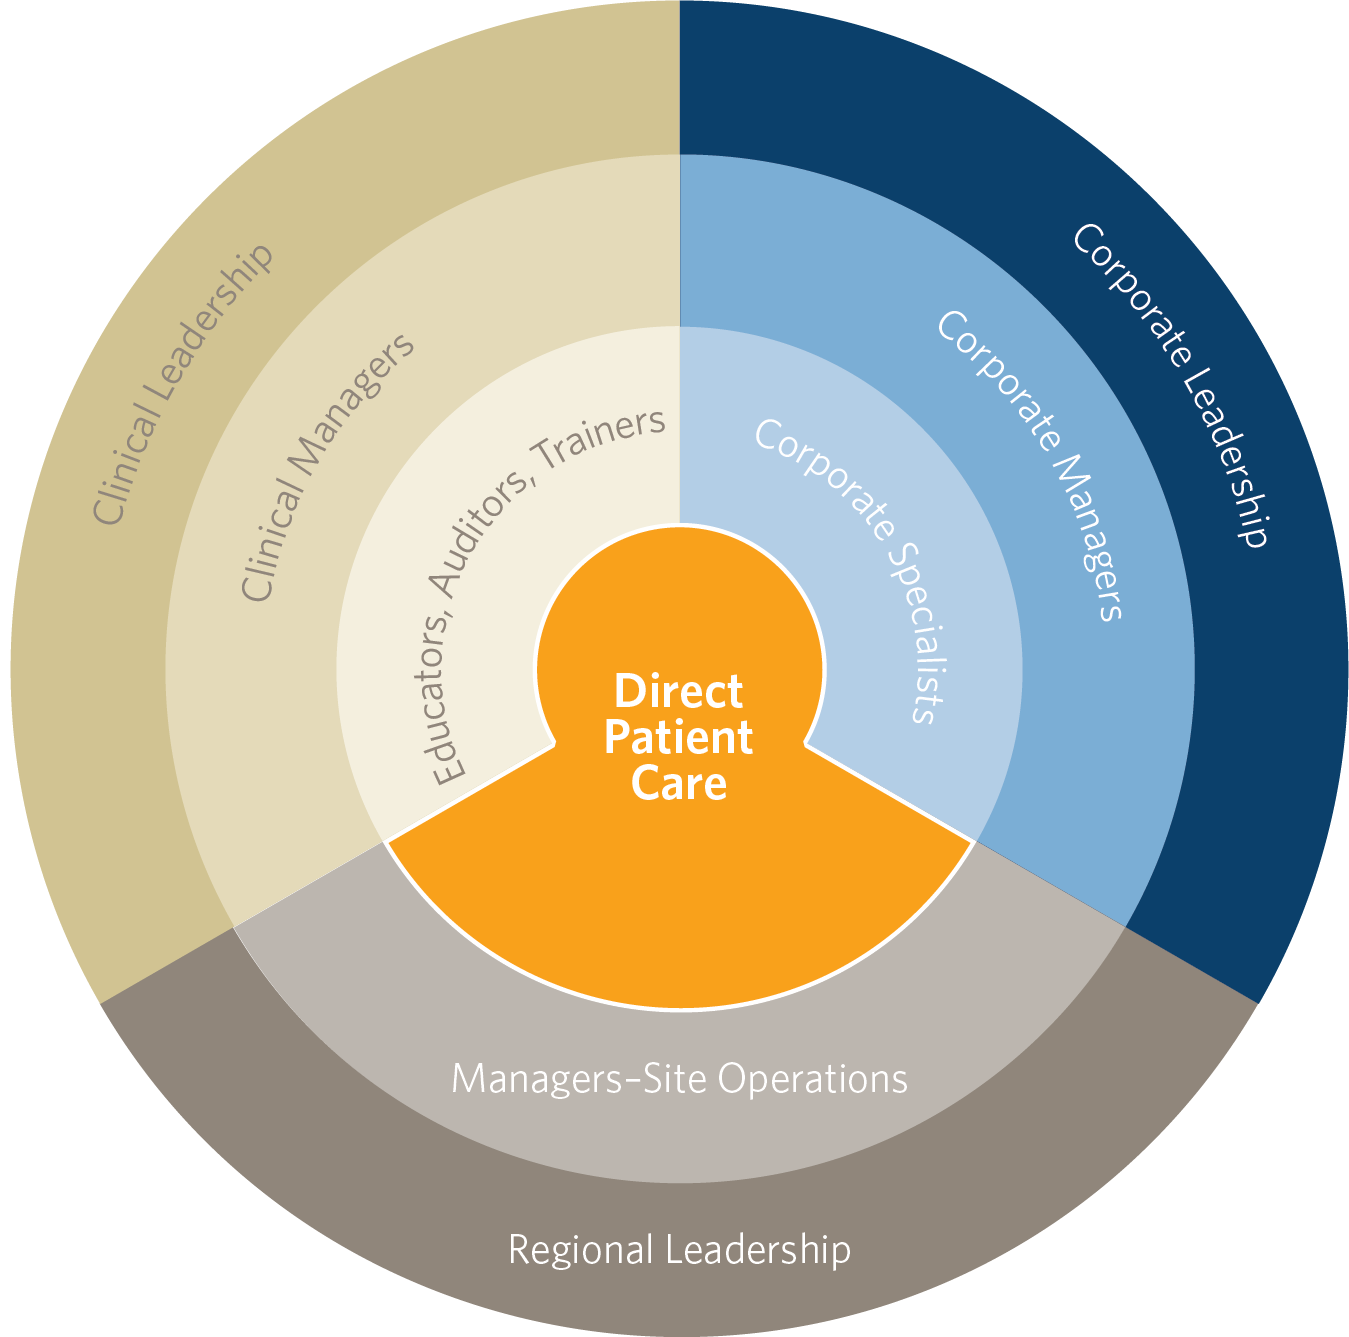 Clinical Leadership
Clinical Managers
Educators, Auditors, Trainers
Corporate Leadership
Corporate Managers
Corporate Specialists
Direct
Patient
Care
Managers–Site Operations
Regional Leadership